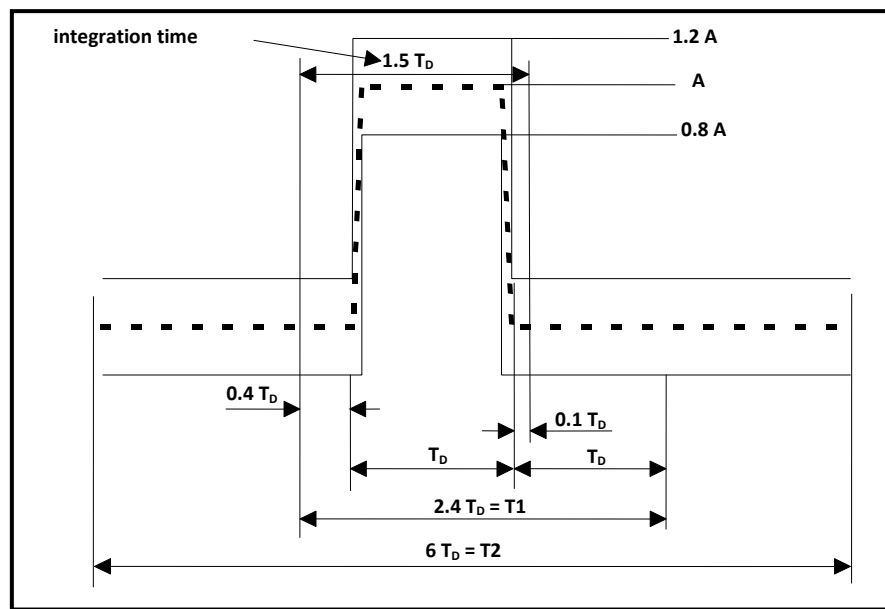 integration time
1.2 A
1.5 TD
A
0.8 A
0.4 TD
0.1 TD
TD
TD
2.4 TD = T1
6 TD = T2